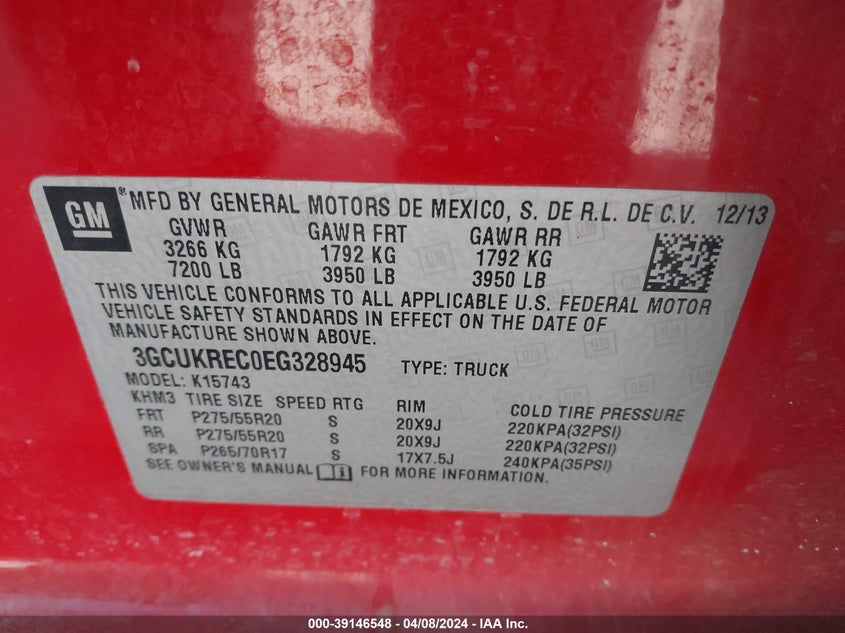 GM ® MFD BY GENERAL MOTORS DE MEXICO, S. DE R.L. DE C.V. 12/13
GVWR GAWR FRT GAWR RR
3266 KG 1792 KG 1792 KG
7200 LB 3950 LB 3950 LB
THIS VEHICLE CONFORMS TO ALL APPLICABLE U.S. FEDERAL MOTOR
VEHICLE SAFETY STANDARDS IN EFFECT ON THE DATE OF
MANUFACTURE SHOWN ABOVE.
3GCUKREC0EG328945 TYPE: TRUCK
MODEL: K15743
KHM3 TIRE SIZE SPEED RTG RIM COLD TIRE PRESSURE
FRT P275/55R20 S 20X9J 220KPA(32PSI)
RR P275/55R20 S 20X9J 220KPA(32PSI)
SPA P265/70R17 S 17X7.5J 240KPA(35PSI)
SEE OWNER'S MANUAL FOR MORE INFORMATION.
000-39146548 - 04/08/2024 - IAA Inc.